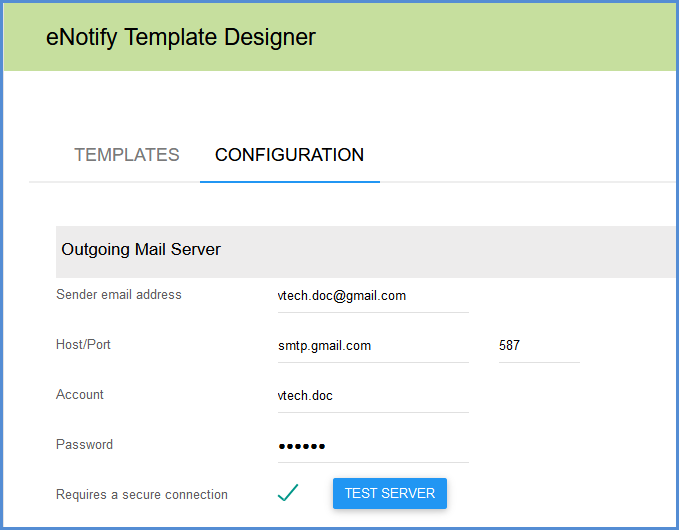 eNotify Template Designer
TEMPLATES CONFIGURATION
Outgoing Mail Server
Sender email address vtech.doc@gmail.com
Host/Port smtp.gmail.com 587
Account vtech.doc
Password ••••••
Requires a secure connection TEST SERVER